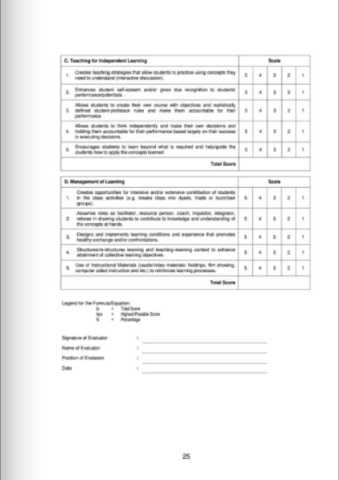 C. Teaching for Independent Learning Scale
1. Creates teaching strategies that allow students to practice using concepts they 5 4 3 2 1
need to understand (interactive discussion).
2. Enhances student self-esteem and/or gives due recognition to students' 5 4 3 2 1
performance/potentials.
3. Allows students to create their own course with objectives and realistically 5 4 3 2 1
defined student-professor rules and make them accountable for their
performance
4. Allows students to think independently and make their own decisions and 5 4 3 2 1
holding them accountable for their performance based largely on their success
in executing decisions.
5. Encourages students to learn beyond what is required and help/guide the 5 4 3 2 1
students how to apply the concepts learned
Total Score
D. Management of Learning Scale
1. Creates opportunities for intensive and/or extensive contribution of students 5 4 3 2 1
in the class activities (e.g. breaks class into dyads, triads or buzz/task
groups).
2. Assumes roles as facilitator, resource person, coach, inquisitor, integrator, 5 4 3 2 1
referee in drawing students to contribute to knowledge and understanding of
the concepts at hands.
3. Designs and implements learning conditions and experience that promotes 5 4 3 2 1
healthy exchange and/or confrontations.
4. Structures/re-structures learning and teaching-learning context to enhance 5 4 3 2 1
attainment of collective learning objectives.
5. Use of Instructional Materials (audio/video materials: fieldtrips, film showing, 5 4 3 2 1
computer aided instruction and etc.) to reinforces learning processes.
Total Score
Legend for the Formula/Equation:
ts = Total Score
hps = Highest Possible Score
% = Percentage
Signature of Evaluator :
Name of Evaluator :
Position of Evaluator :
Date :
25